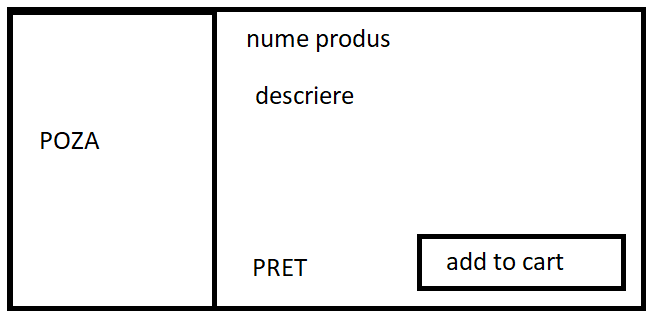 nume produs
descriere
POZA
PRET
add to cart